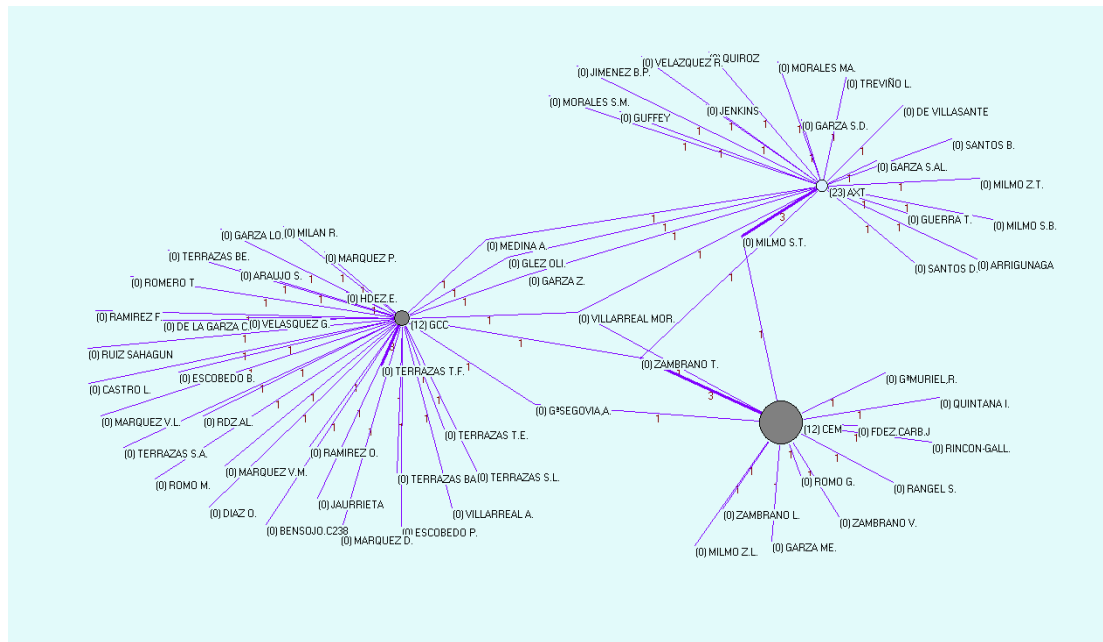 (0) QUIROZ
(0) VELAZQUEZ R.
(0) MORALES MA.
(0) JIMENEZ B.P.
(0) TREVIÑO L.
(0) MORALES S.M.
(0) JENKINS
(0) DE VILLASANTE
(0) GUFFEY
(0) GARZA S.D.
(0) SANTOS B.
(0) GARZA S.AL.
(0) MILMO Z.T.
(23) AXT
(0) GUERRA T.
(0) MILMO S.B.
(0) GARZA LO.
(0) MILAN R.
(0) MEDINA A.
(0) MILMO S.T.
(0) TERRAZAS BE.
(0) MARQUEZ P.
(0) GLEZ OLI.
(0) SANTOS D.
(0) ARRIGUNAGA
(0) ROMERO T.
(0) ARAUJO S.
(0) GARZA Z.
(0) HDEZ.E.
(0) RAMIREZ F.
(0) DE LA GARZA C.
(0) VELASQUEZ G.
(12) GCC
(0) VILLARREAL MOR.
(0) RUIZ SAHAGUN
(0) ZAMBRANO T.
(0) ESCOBEDO B.
(0) TERRAZAS T.F.
(0) CASTRO L.
(0) GªMURIEL,R.
(0) QUINTANA I.
(0) GªSEGOVIA,A.
(0) MARQUEZ V.L.
(0) RDZ.AL.
(12) CEM
(0) FDEZ.CARB.J
(0) TERRAZAS T.E.
(0) RINCON-GALL.
(0) TERRAZAS S.A.
(0) RAMIREZ O.
(0) MARQUEZ V.M.
(0) TERRAZAS BA
(0) TERRAZAS S.L.
(0) ROMO G.
(0) ROMO M.
(0) RANGEL S.
(0) JAURRIETA
(0) DIAZ O.
(0) VILLARREAL A.
(0) ZAMBRANO L.
(0) ZAMBRANO V.
(0) BENSOJO.C238
(0) MARQUEZ D.
(0) ESCOBEDO P.
(0) MILMO Z.L.
(0) GARZA ME.